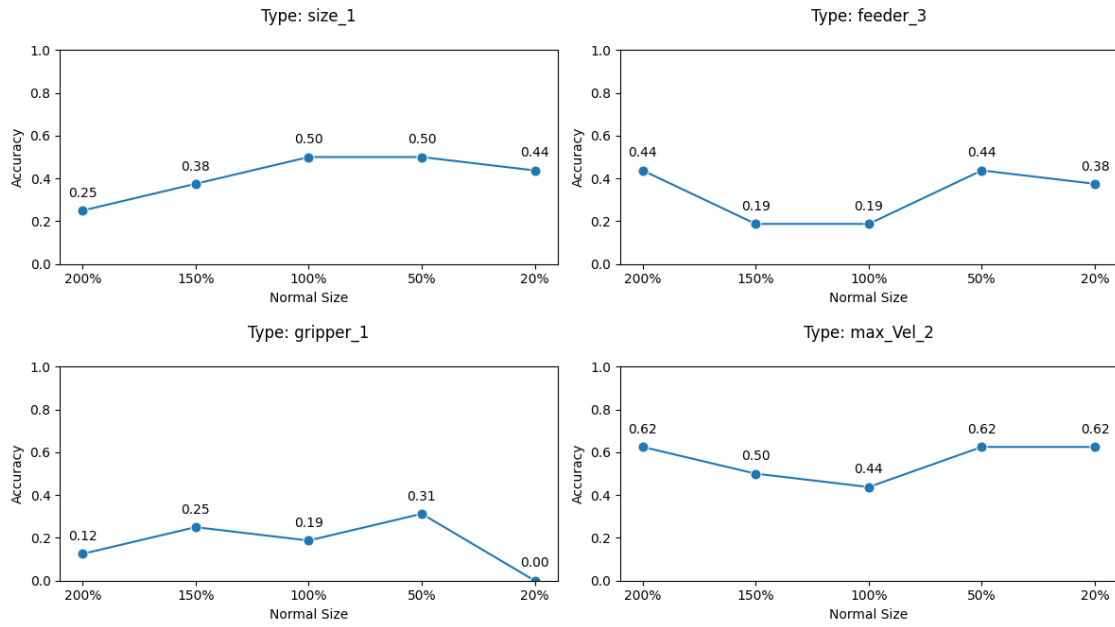 Type: size_1
1.0
0.8
0.6
0.4
0.2
0.0
Accuracy
0.25
0.38
0.50
0.50
0.44
200% 150% 100% 50% 20%
Normal Size
Type: feeder_3
1.0
0.8
0.6
0.4
0.2
0.0
Accuracy
0.44
0.19
0.19
0.44
0.38
200% 150% 100% 50% 20%
Normal Size
Type: gripper_1
1.0
0.8
0.6
0.4
0.2
0.0
Accuracy
0.12
0.25
0.19
0.31
0.00
200% 150% 100% 50% 20%
Normal Size
Type: max_Vel_2
1.0
0.8
0.6
0.4
0.2
0.0
Accuracy
0.62
0.50
0.44
0.62
0.62
200% 150% 100% 50% 20%
Normal Size